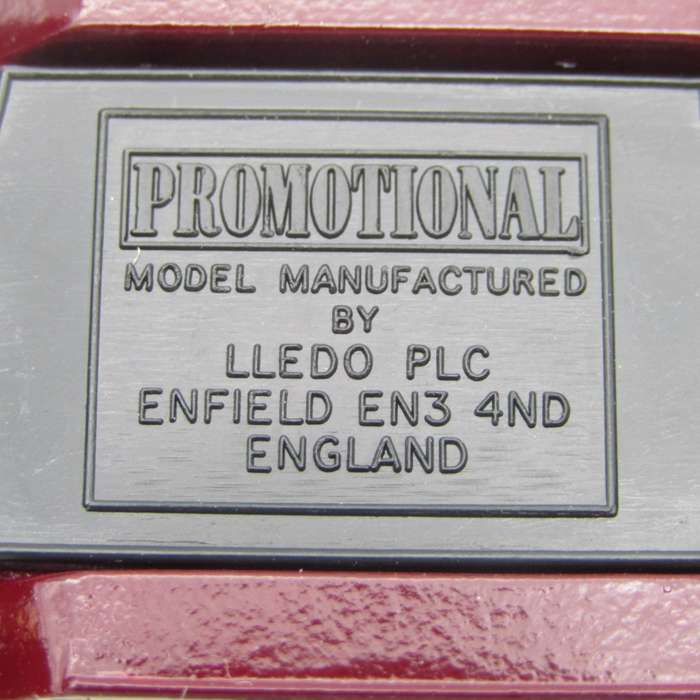 PROMOTIONAL
MODEL MANUFACTURED
BY
LLEDO PLC
ENFIELD EN3 4ND
ENGLAND